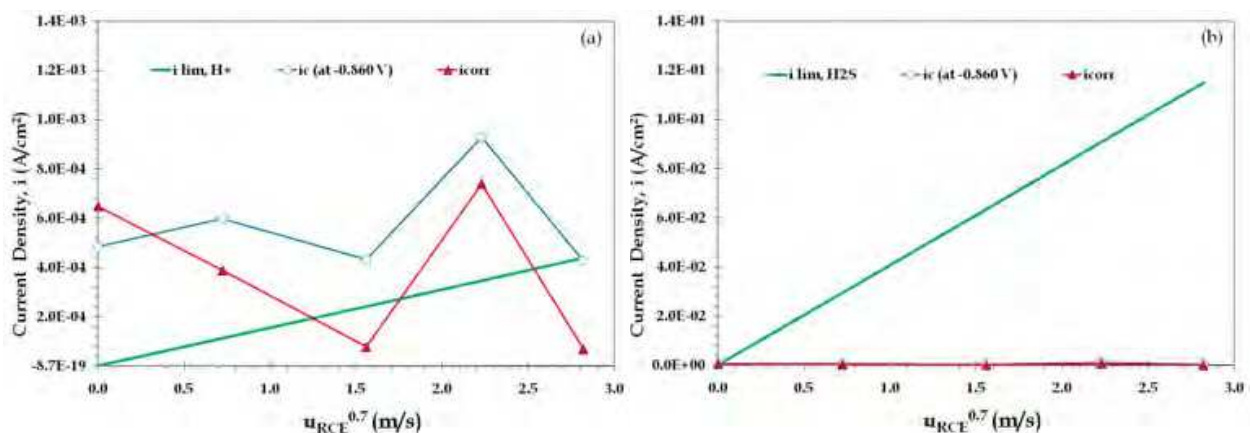 1.4E-03
(a)
i lim, H+ ic (at -0.860 V) icorr
1.2E-03
1.0E-03
8.0E-04
6.0E-04
4.0E-04
2.0E-04
-8.7E-19
Current Density, i (A/cm²)
0.0 0.5 1.0 1.5 2.0 2.5 3.0
uRCE^0.7 (m/s)
1.4E-01
(b)
i lim, H2S ic (at -0.860 V) icorr
1.2E-01
1.0E-01
8.0E-02
6.0E-02
4.0E-02
2.0E-02
0.0E+00
Current Density, i (A/cm²)
0.0 0.5 1.0 1.5 2.0 2.5 3.0
uRCE^0.7 (m/s)